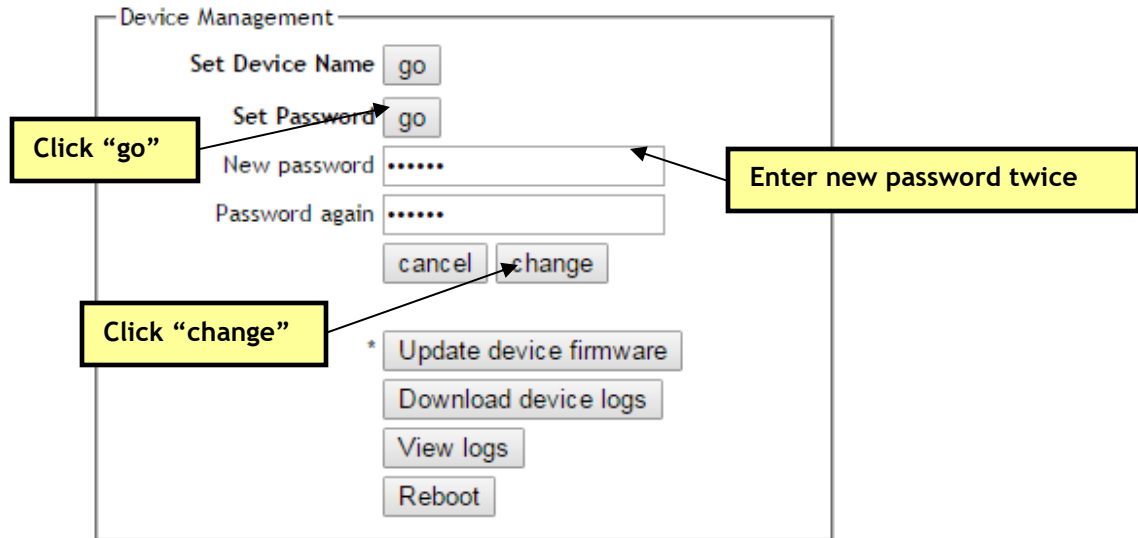 Device Management
Set Device Name go
Set Password go
Click “go”
New password ••••••
Enter new password twice
Password again ••••••
cancel change
Click “change”
* Update device firmware
Download device logs
View logs
Reboot